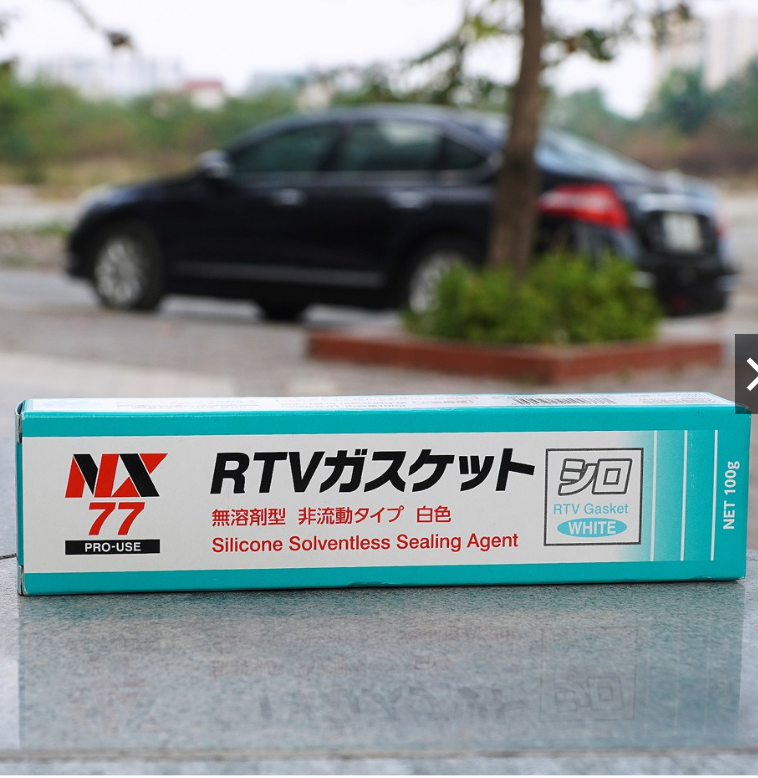 NX
77
PRO-USE
RTVガスケット
無溶剤型 非流動タイプ 白色
Silicone Solventless Sealing Agent
シロ
RTV Gasket
WHITE
NET 100g